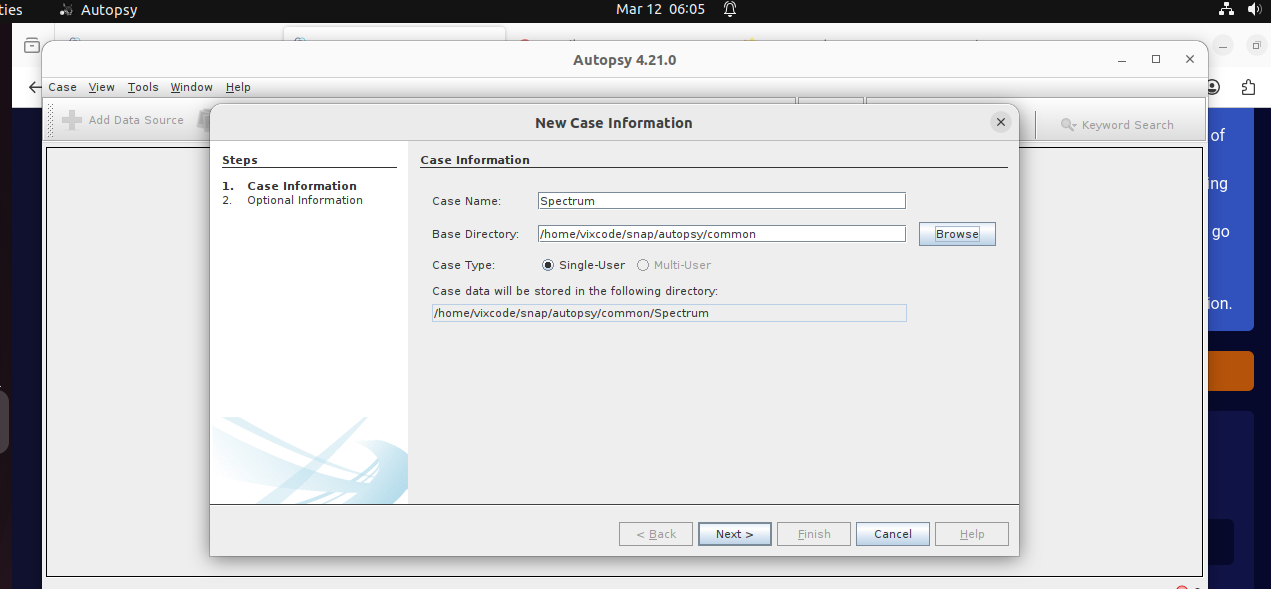 ties
Autopsy
Mar 12 06:05
Autopsy 4.21.0
Case View Tools Window Help
Add Data Source
Keyword Search
New Case Information
Steps
1. Case Information
2. Optional Information
Case Information
Case Name: Spectrum
Base Directory: /home/vixcode/snap/autopsy/common Browse
Case Type: Single-User Multi-User
Case data will be stored in the following directory:
/home/vixcode/snap/autopsy/common/Spectrum
< Back Next > Finish Cancel Help
of
ing
go
ion.